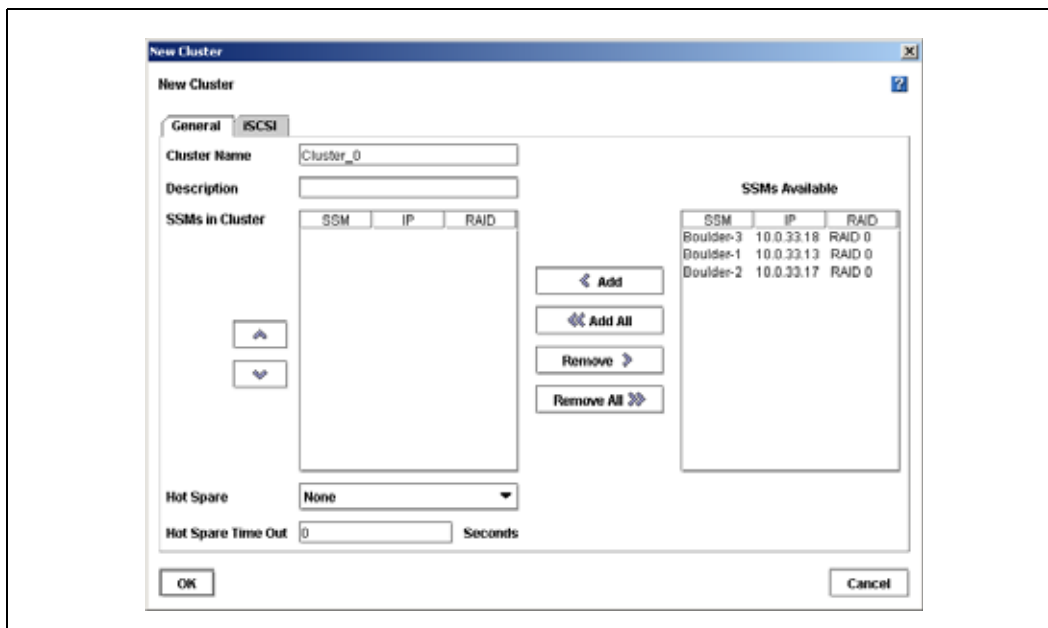 New Cluster
New Cluster
General iSCSI
Cluster Name Cluster_0
Description
SSMs Available
SSMs in Cluster SSM IP RAID
SSM IP RAID
Boulder-3 10.0.33.18 RAID 0
Boulder-1 10.0.33.13 RAID 0
Boulder-2 10.0.33.17 RAID 0
Add
Add All
Remove
Remove All
Hot Spare None
Hot Spare Time Out 0 Seconds
OK Cancel